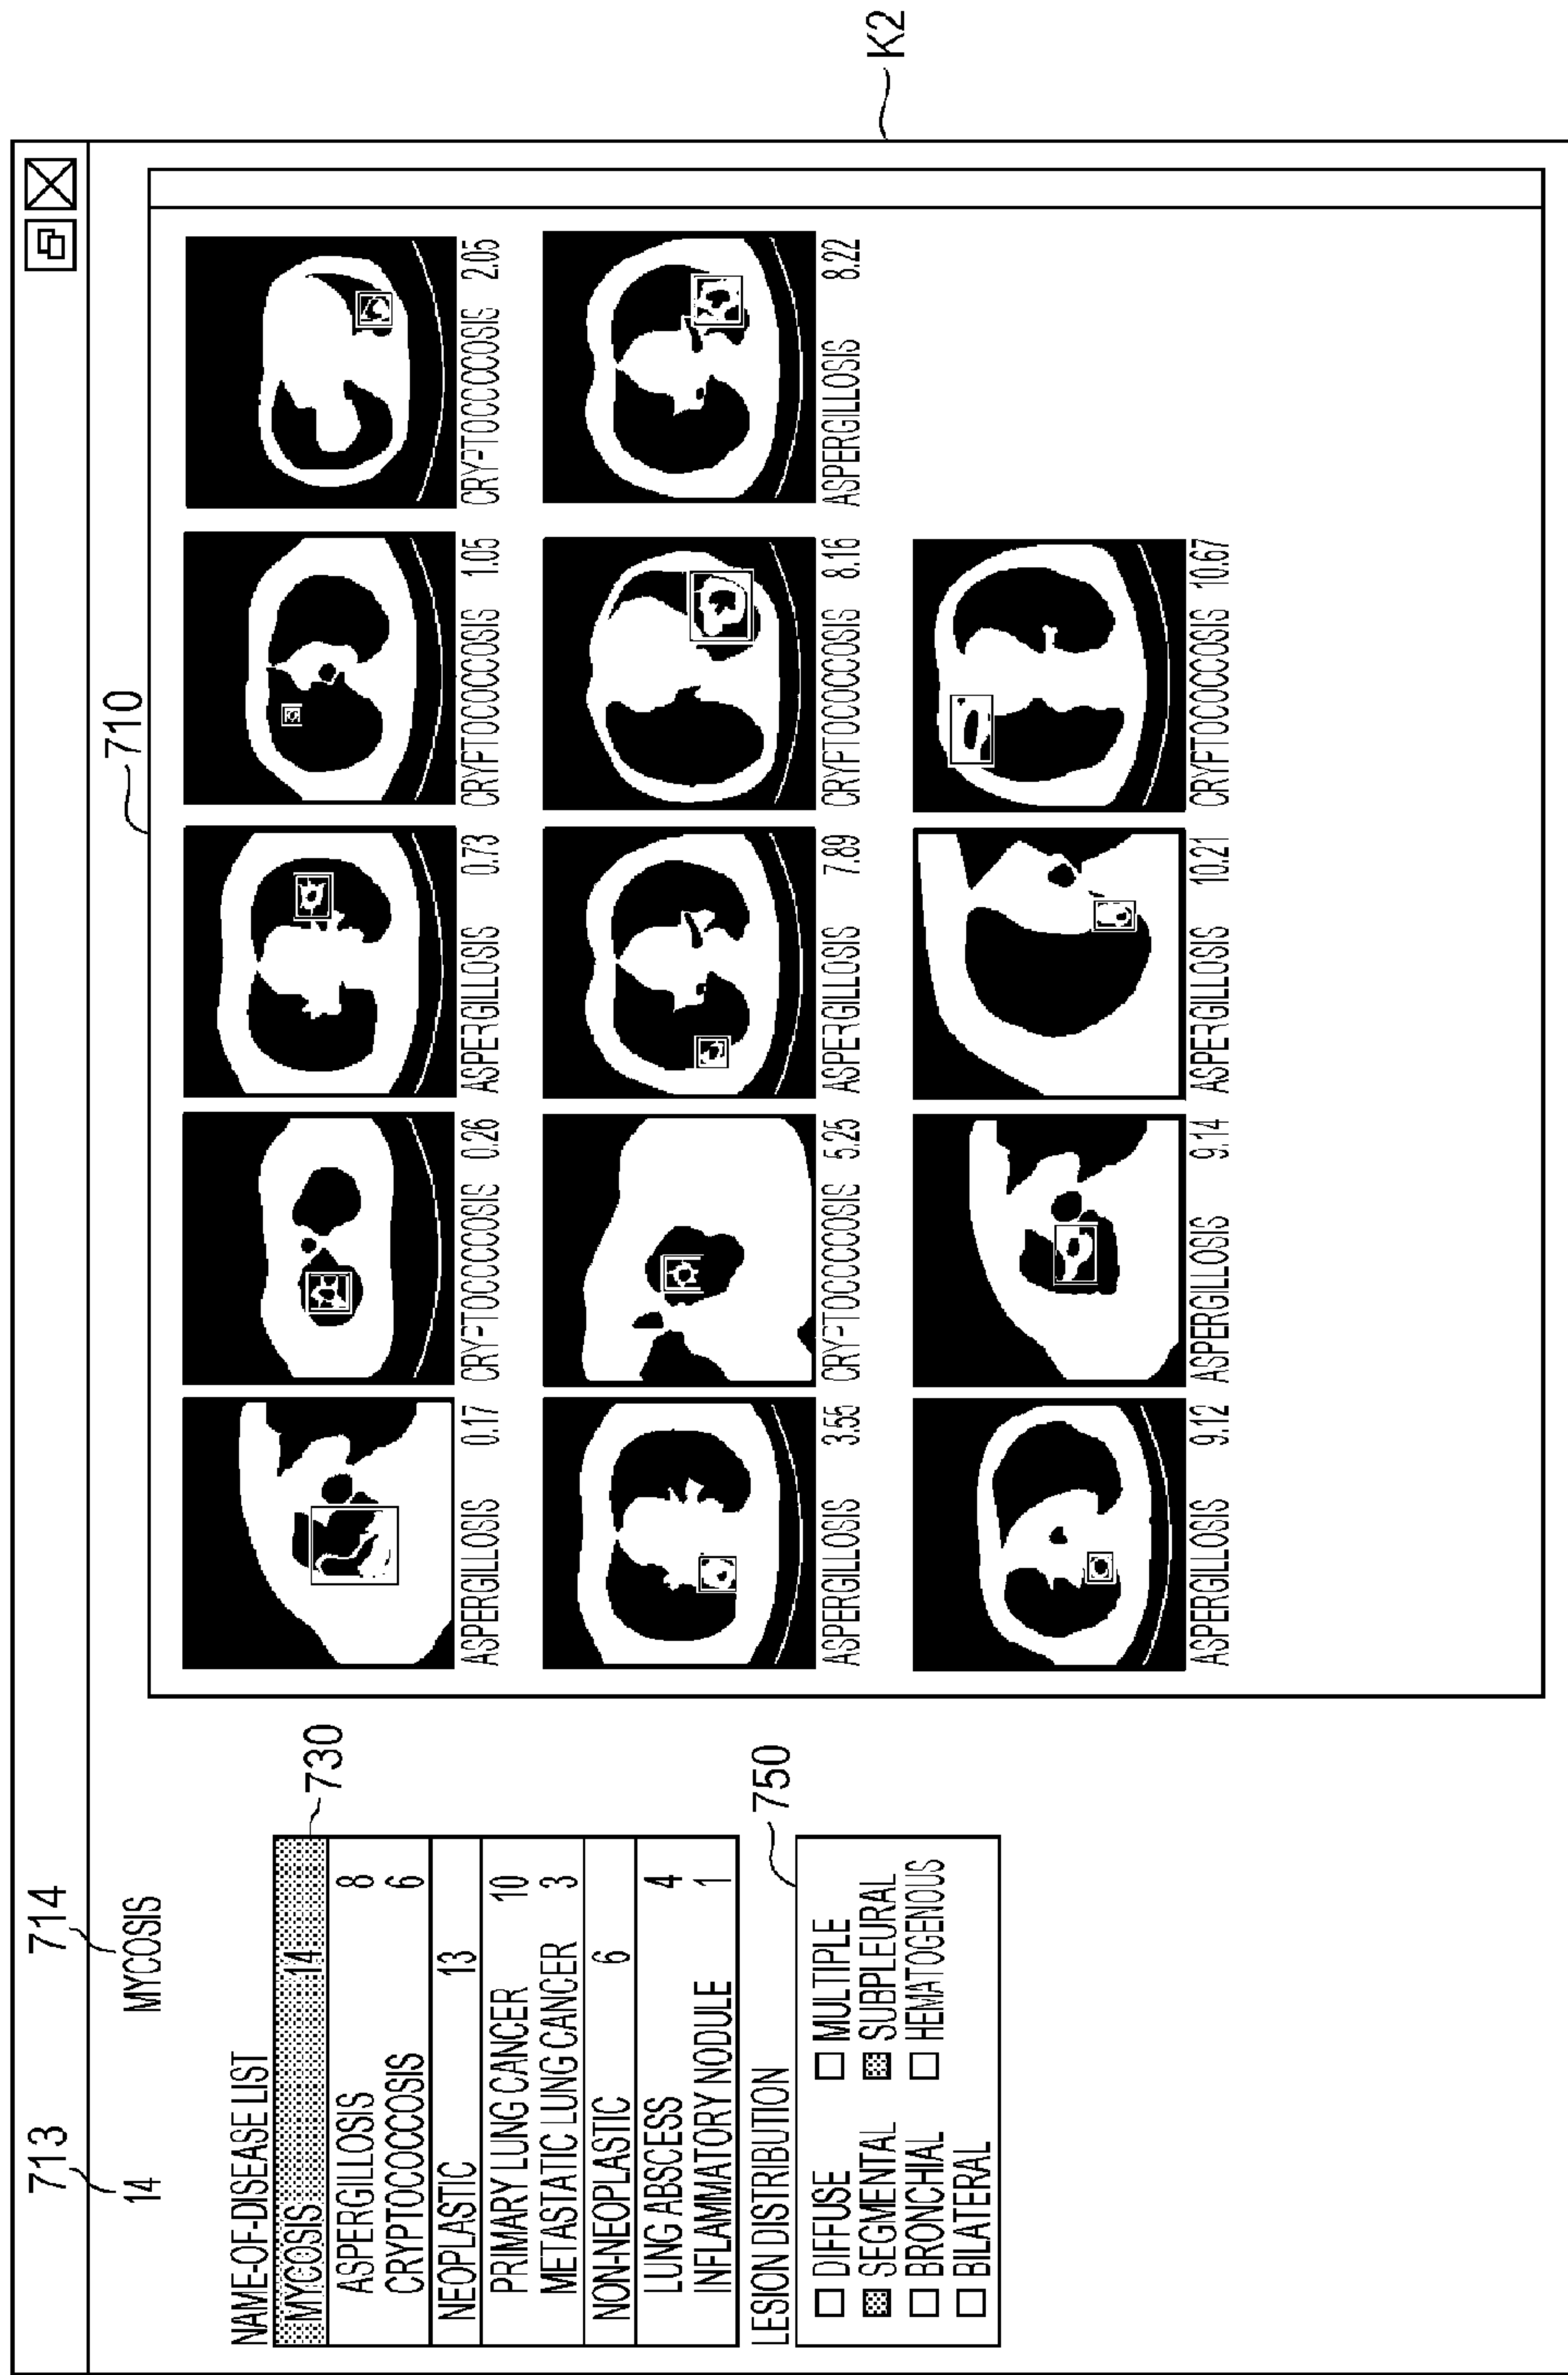 713
714
14
MYCOSIS
710
K2
NAME-OF-DISEASE LIST
730
MYCOSIS 14
ASPERGILLOSIS 8
CRYPTOCOCCOSIS 6
NEOPLASTIC 13
PRIMARY LUNG CANCER 10
METASTATIC LUNG CANCER 3
NON-NEOPLASTIC 6
LUNG ABSCESS 4
INFLAMMATORY NODULE 1
LESION DISTRIBUTION
750
DIFFUSE MULTIPLE
SEGMENTAL SUBPLEURAL
BRONCHIAL HEMATOGENOUS
BILATERAL
ASPERGILLOSIS 0.17 CRYPTOCOCCOSIS 0.26 ASPERGILLOSIS 0.73 CRYPTOCOCCOSIS 1.05 CRYPTOCOCCOSIS 2.05
ASPERGILLOSIS 3.55 CRYPTOCOCCOSIS 5.25 ASPERGILLOSIS 7.89 CRYPTOCOCCOSIS 8.16 ASPERGILLOSIS 8.22
ASPERGILLOSIS 9.12 ASPERGILLOSIS 9.14 ASPERGILLOSIS 10.21 CRYPTOCOCCOSIS 10.67